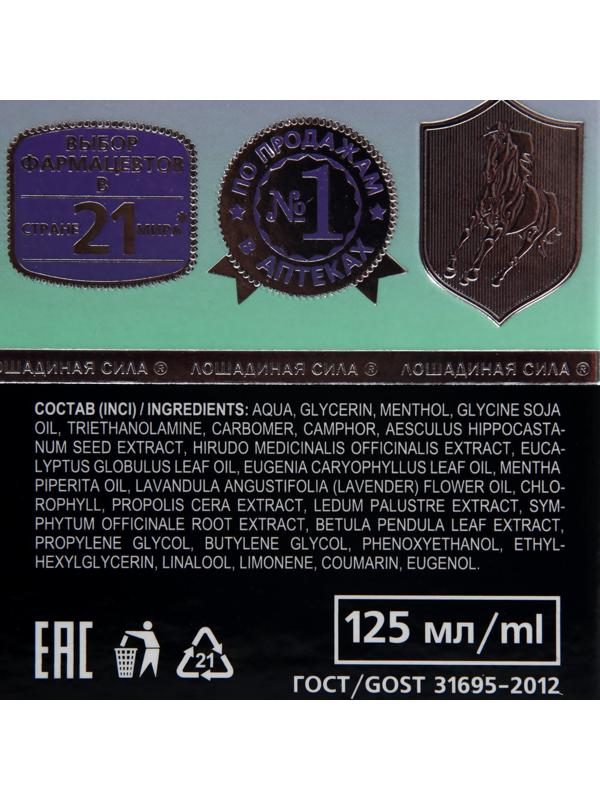 ВЫБОР
ФАРМАЦЕВТОВ
В
СТРАНЕ 21 МИРА*
ПО ПРОДАЖАМ
№1
В АПТЕКАХ
ЛОШАДИНАЯ СИЛА ® ЛОШАДИНАЯ СИЛА ® ЛОШАДИНАЯ СИЛА ®
СОСТАВ (INCI) / INGREDIENTS: AQUA, GLYCERIN, MENTHOL, GLYCINE SOJA
OIL, TRIETHANOLAMINE, CARBOMER, CAMPHOR, AESCULUS HIPPOCASTA-
NUM SEED EXTRACT, HIRUDO MEDICINALIS OFFICINALIS EXTRACT, EUCA-
LYPTUS GLOBULUS LEAF OIL, EUGENIA CARYOPHYLLUS LEAF OIL, MENTHA
PIPERITA OIL, LAVANDULA ANGUSTIFOLIA (LAVENDER) FLOWER OIL, CHLO-
ROPHYLL, PROPOLIS CERA EXTRACT, LEDUM PALUSTRE EXTRACT, SYM-
PHYTUM OFFICINALE ROOT EXTRACT, BETULA PENDULA LEAF EXTRACT,
PROPYLENE GLYCOL, BUTYLENE GLYCOL, PHENOXYETHANOL, ETHYL-
HEXYLGLYCERIN, LINALOOL, LIMONENE, COUMARIN, EUGENOL.
EAC
21
125 мл/ml
ГОСТ/GOST 31695-2012